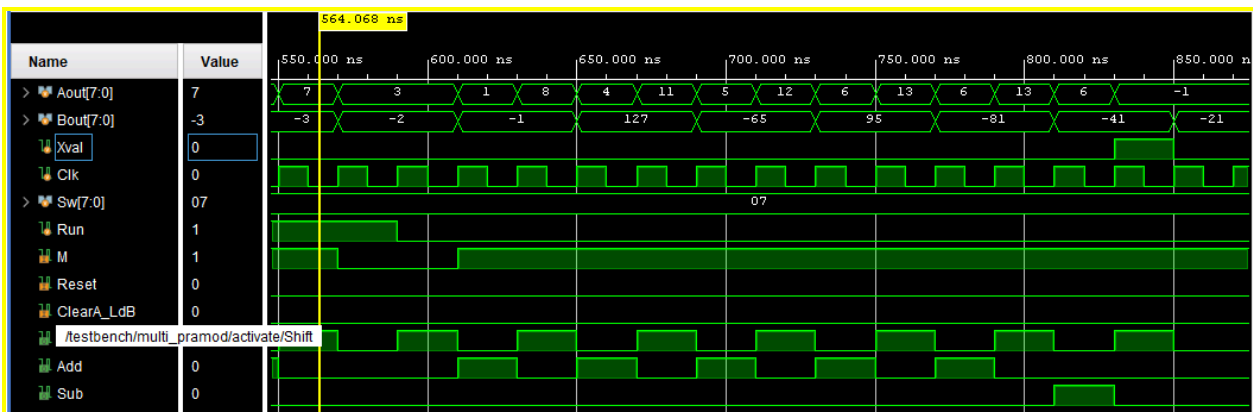 564.068 ns
Name Value 550.000 ns 600.000 ns 650.000 ns 700.000 ns 750.000 ns 800.000 ns 850.000 n
Aout[7:0] 7 7 3 1 8 4 11 5 12 6 13 6 13 6 -1
Bout[7:0] -3 -3 -2 -1 127 -65 95 -81 -41 -21
Xval 0
Clk 0
Sw[7:0] 07 07
Run 1
M 1
Reset 0
ClearA_LdB 0
/testbench/multi_pramod/activate/Shift
Add 0
Sub 0